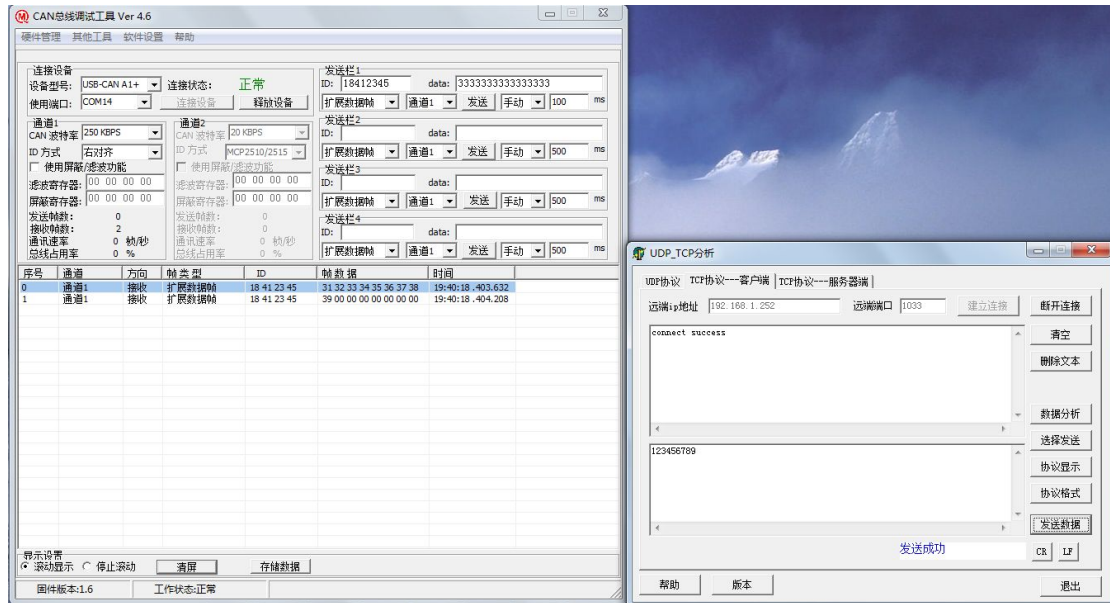 CAN总线调试工具 Ver 4.6
硬件管理 其他工具 软件设置 帮助
连接设备
设备型号: USB-CAN A1+ 连接状态: 正常
使用端口: COM14 连接设备 释放设备
通道1
CAN 波特率 250 KBPS
ID 方式 右对齐
使用屏蔽/滤波功能
滤波寄存器: 00 00 00 00
屏蔽寄存器: 00 00 00 00
发送帧数: 0
接收帧数: 2
通讯速率 0 帧/秒
总线占用率 0 %
通道2
CAN 波特率 20 KBPS
ID 方式 MCP2510/2515
使用屏蔽/滤波功能
滤波寄存器: 00 00 00 00
屏蔽寄存器: 00 00 00 00
发送帧数: 0
接收帧数: 0
通讯速率 0 帧/秒
总线占用率 0 %
发送栏1
ID: 18412345 data: 3333333333333333
扩展数据帧 通道1 发送 手动 100 ms
发送栏2
ID: data:
扩展数据帧 通道1 发送 手动 500 ms
发送栏3
ID: data:
扩展数据帧 通道1 发送 手动 500 ms
发送栏4
ID: data:
扩展数据帧 通道1 发送 手动 500 ms
序号 通道 方向 帧类型 ID 帧数据 时间
0 通道1 接收 扩展数据帧 18 41 23 45 31 32 33 34 35 36 37 38 19:40:18 .403.632
1 通道1 接收 扩展数据帧 18 41 23 45 39 00 00 00 00 00 00 00 19:40:18 .404.208
显示设置
滚动显示 停止滚动 清屏 存储数据
固件版本:1.6 工作状态:正常
UDP_TCP分析
UDP协议 TCP协议---客户端 TCP协议---服务器端
远端ip地址 192.168.1.252 远端端口 1033 建立连接 断开连接
connect success
清空
删除文本
数据分析
选择发送
123456789
协议显示
协议格式
发送数据
发送成功 CR LF
帮助 版本 退出